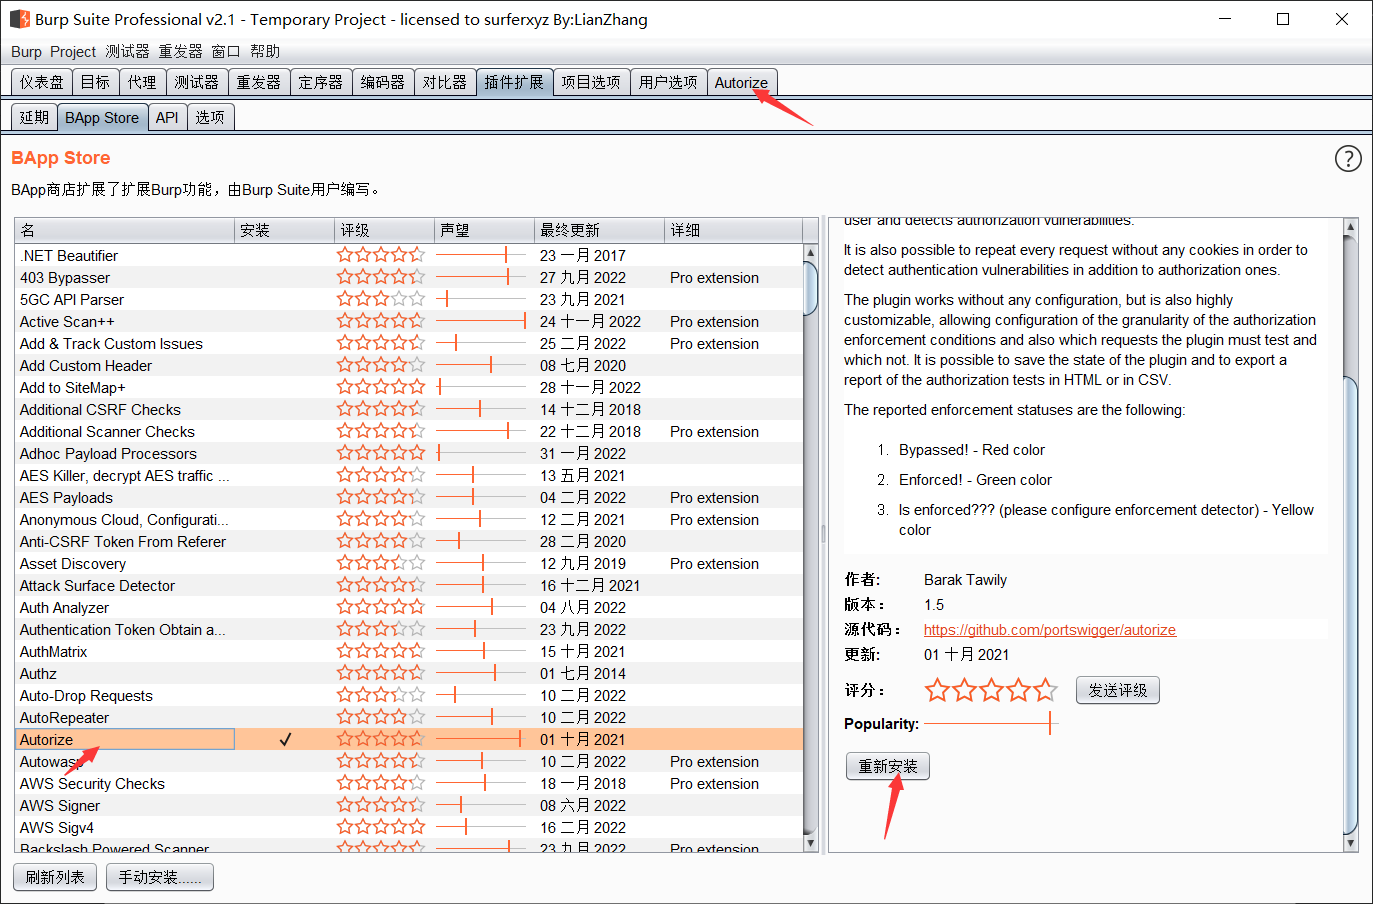 Burp Suite Professional v2.1 - Temporary Project - licensed to surferxyz By:LianZhang
Burp Project 测试器 重发器 窗口 帮助
仪表盘 目标 代理 测试器 重发器 定序器 编码器 对比器 插件扩展 项目选项 用户选项 Autorize
延期 BApp Store API 选项
BApp Store
?
BApp商店扩展了扩展Burp功能，由Burp Suite用户编写。
名 安装 评级 声望 最终更新 详细
.NET Beautifier 23 一月 2017
403 Bypasser 27 九月 2022 Pro extension
5GC API Parser 23 九月 2021
Active Scan++ 24 十一月 2022 Pro extension
Add & Track Custom Issues 25 二月 2022 Pro extension
Add Custom Header 08 七月 2020
Add to SiteMap+ 28 十一月 2022
Additional CSRF Checks 14 十二月 2018
Additional Scanner Checks 22 十二月 2018 Pro extension
Adhoc Payload Processors 31 一月 2022
AES Killer, decrypt AES traffic ... 13 五月 2021
AES Payloads 04 二月 2022 Pro extension
Anonymous Cloud, Configurati... 12 二月 2021 Pro extension
Anti-CSRF Token From Referer 28 二月 2020
Asset Discovery 12 九月 2019 Pro extension
Attack Surface Detector 16 十二月 2021
Auth Analyzer 04 八月 2022
Authentication Token Obtain a... 23 九月 2022
AuthMatrix 15 十月 2021
Authz 01 七月 2014
Auto-Drop Requests 10 二月 2022
AutoRepeater 10 二月 2022
Autorize ✓ 01 十月 2021
Autowasp 10 二月 2022 Pro extension
AWS Security Checks 18 一月 2018 Pro extension
AWS Signer 08 六月 2022
AWS Sigv4 16 二月 2022
Backslash Powered Scanner 23 九月 2022 Pro extension
刷新列表 手动安装......
user and detects authorization vulnerabilities.
It is also possible to repeat every request without any cookies in order to
detect authentication vulnerabilities in addition to authorization ones.
The plugin works without any configuration, but is also highly
customizable, allowing configuration of the granularity of the authorization
enforcement conditions and also which requests the plugin must test and
which not. It is possible to save the state of the plugin and to export a
report of the authorization tests in HTML or in CSV.
The reported enforcement statuses are the following:
1. Bypassed! - Red color
2. Enforced! - Green color
3. Is enforced??? (please configure enforcement detector) - Yellow
color
作者: Barak Tawily
版本： 1.5
源代码： https://github.com/portswigger/autorize
更新: 01 十月 2021
评分： 发送评级
Popularity:
重新安装